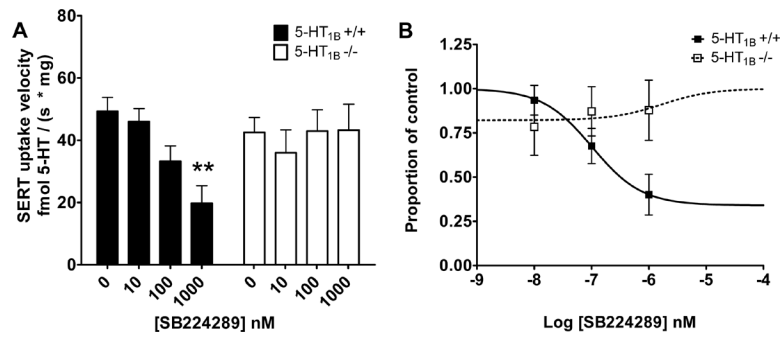 A
5-HT1B +/+
5-HT1B -/-
SERT uptake velocity
fmol 5-HT / (s * mg)
80
60
40
20
0
**
0 10 100 1000 0 10 100 1000
[SB224289] nM
B
5-HT1B +/+
5-HT1B -/-
Proportion of control
1.25
1.00
0.75
0.50
0.25
0.00
-9 -8 -7 -6 -5 -4
Log [SB224289] nM